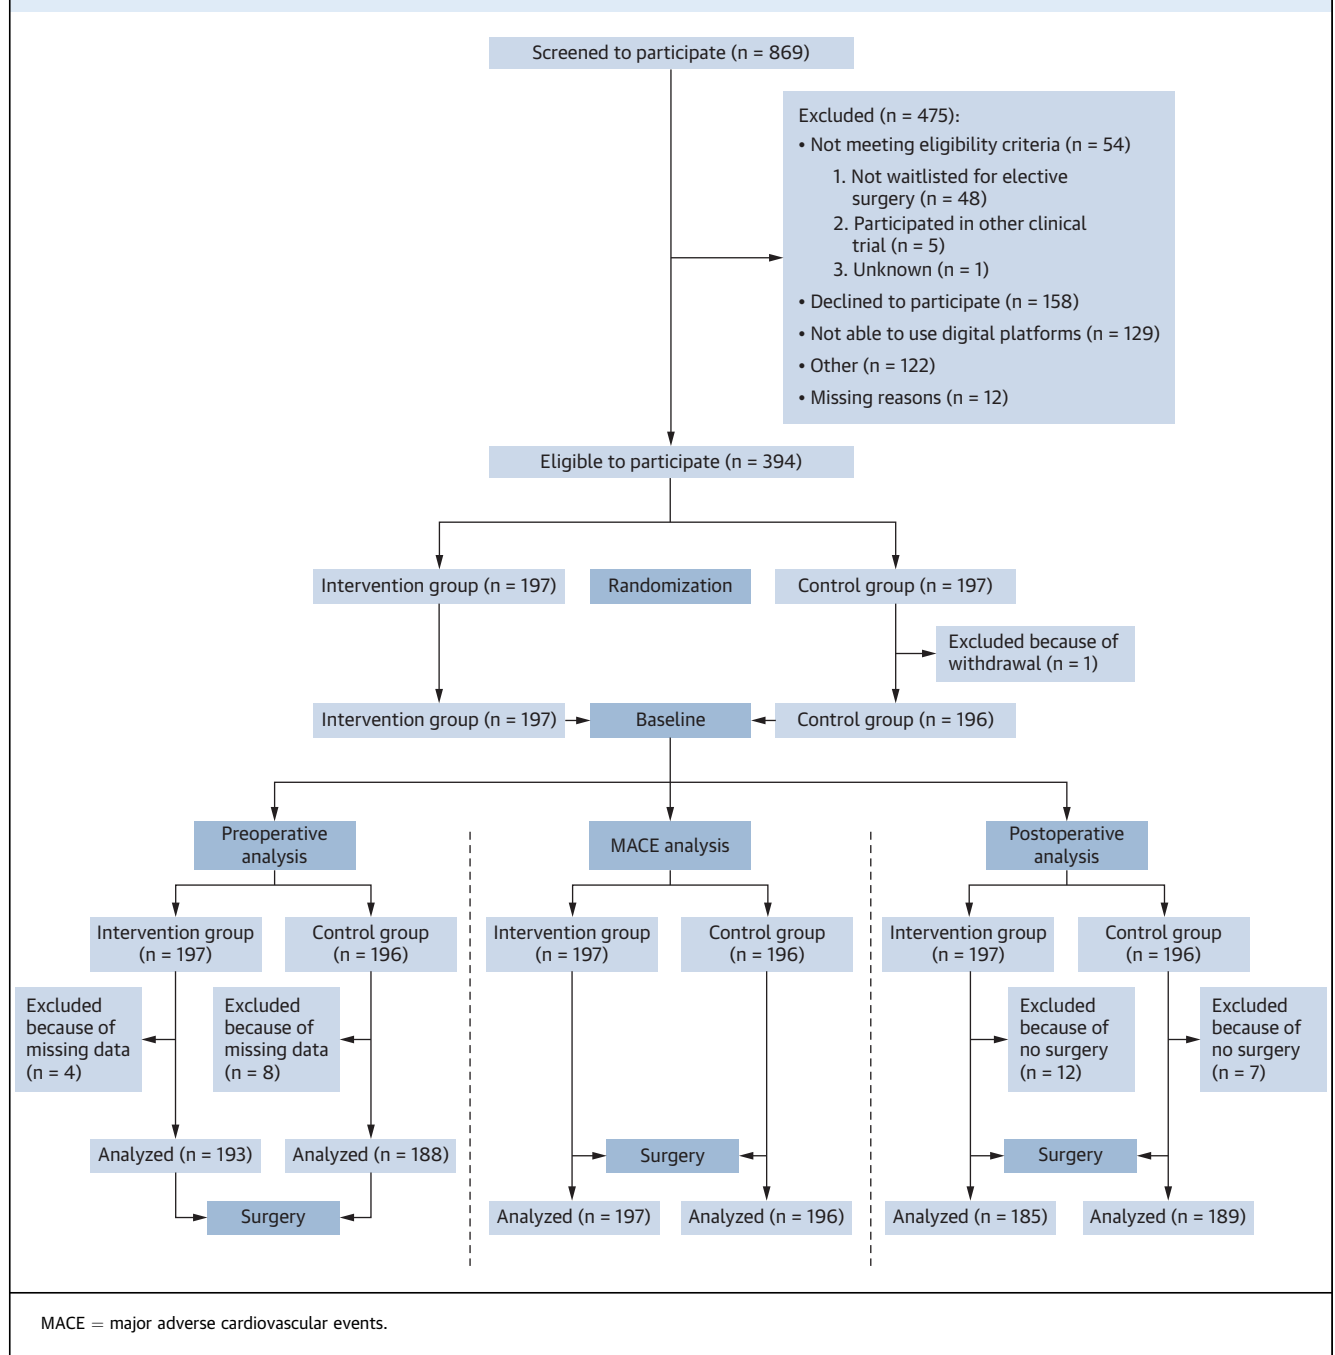 Screened to participate (n = 869)
Excluded (n = 475):
• Not meeting eligibility criteria (n = 54)
1. Not waitlisted for elective
surgery (n = 48)
2. Participated in other clinical
trial (n = 5)
3. Unknown (n = 1)
• Declined to participate (n = 158)
• Not able to use digital platforms (n = 129)
• Other (n = 122)
• Missing reasons (n = 12)
Eligible to participate (n = 394)
Intervention group (n = 197)
Randomization
Control group (n = 197)
Excluded because of
withdrawal (n = 1)
Intervention group (n = 197)
Baseline
Control group (n = 196)
Preoperative
analysis
MACE analysis
Postoperative
analysis
Intervention group
(n = 197)
Control group
(n = 196)
Intervention group
(n = 197)
Control group
(n = 196)
Intervention group
(n = 197)
Control group
(n = 196)
Excluded
because of
missing data
(n = 4)
Excluded
because of
missing data
(n = 8)
Excluded
because of
no surgery
(n = 12)
Excluded
because of
no surgery
(n = 7)
Analyzed (n = 193)
Analyzed (n = 188)
Surgery
Surgery
Surgery
Analyzed (n = 197)
Analyzed (n = 196)
Analyzed (n = 185)
Analyzed (n = 189)
MACE = major adverse cardiovascular events.